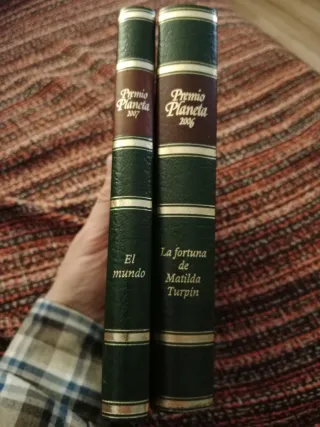 Premio
Planeta
2007
El
mundo
Premio
Planeta
2006
La fortuna
de
Matilda
Turpin